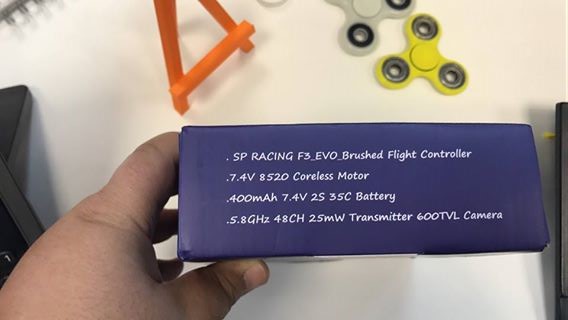 . SP RACING F3_EVO_Brushed Flight Controller
.7.4V 8520 Coreless Motor
.400mAh 7.4V 2S 35C Battery
.5.8GHz 48CH 25mW Transmitter 600TVL Camera